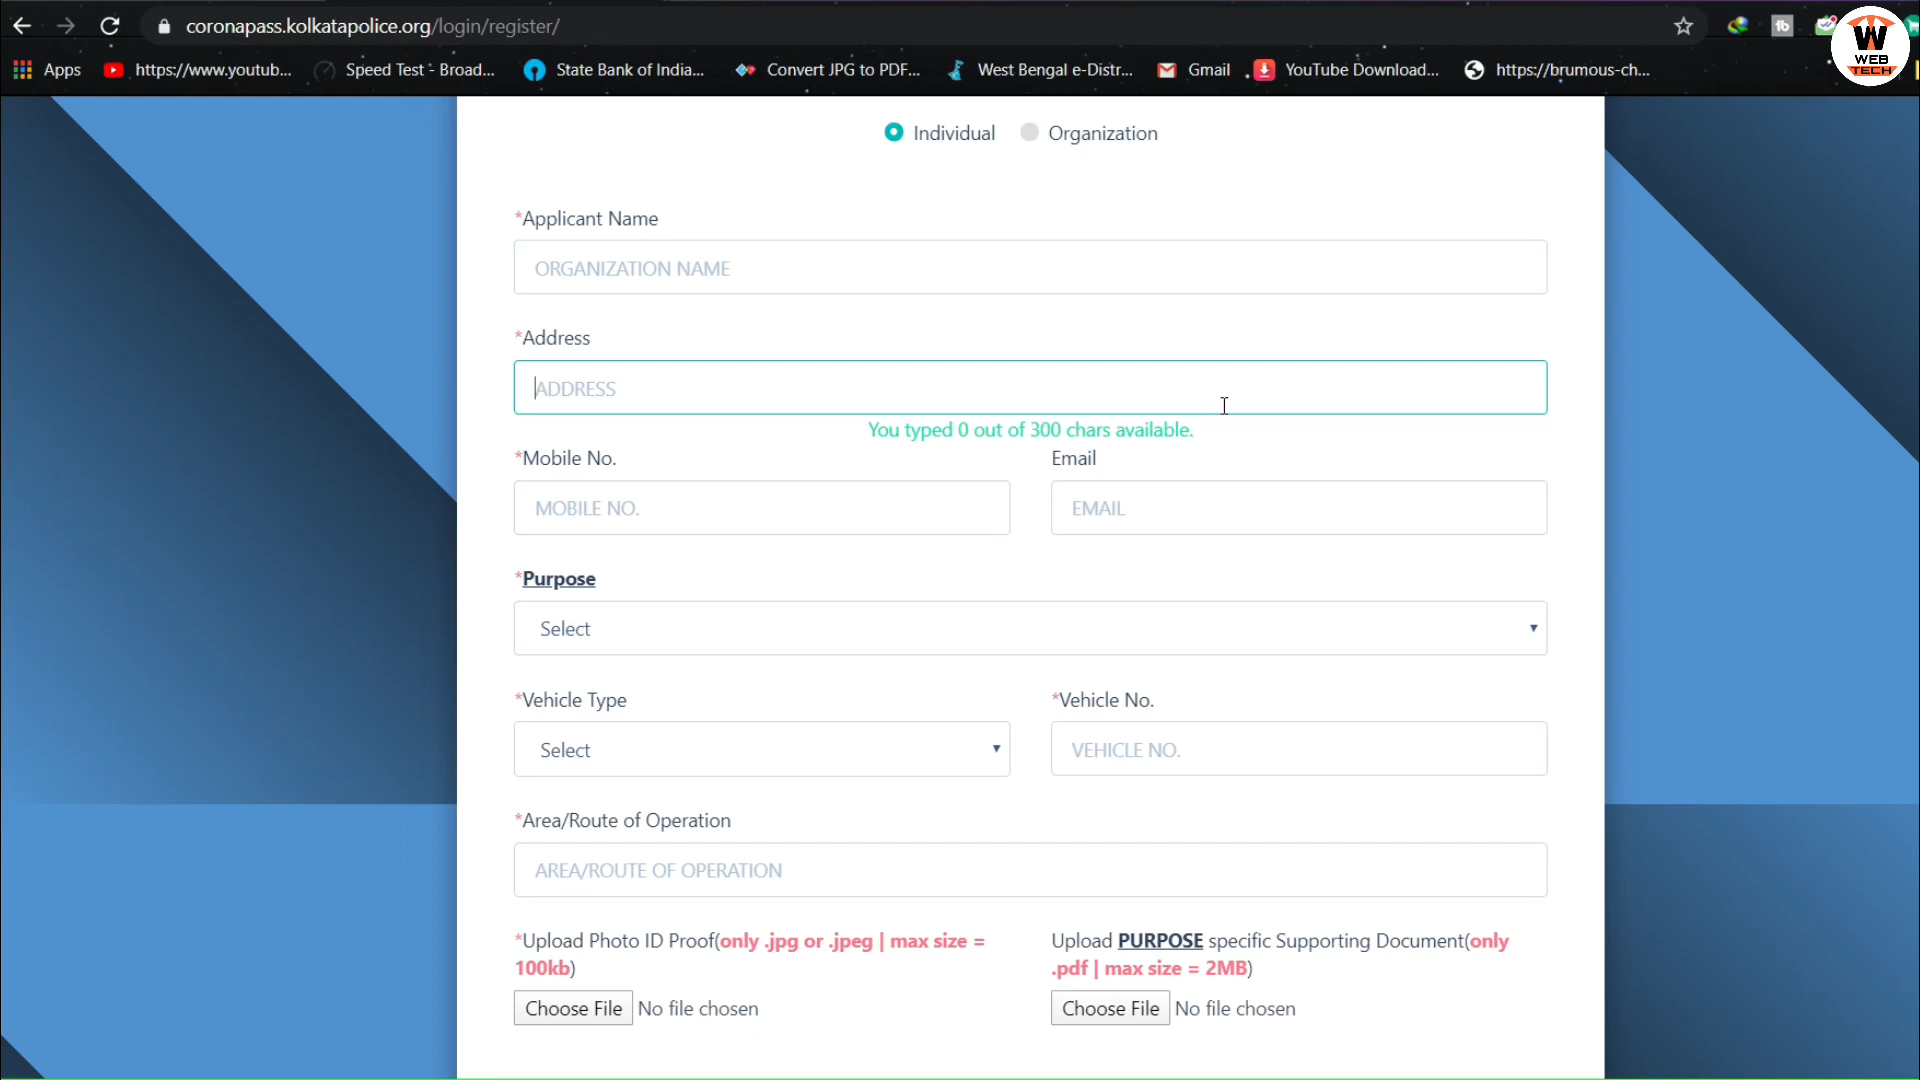 coronapass.kolkatapolice.org/login/register/
Apps
https://www.youtub...
Speed Test - Broad...
State Bank of India...
Convert JPG to PDF...
West Bengal e-Distr...
Gmail
YouTube Download...
https://brumous-ch...
W
WEB
TECH
Individual
Organization
*Applicant Name
ORGANIZATION NAME
*Address
ADDRESS
You typed 0 out of 300 chars available.
*Mobile No.
Email
MOBILE NO.
EMAIL
*Purpose
Select
*Vehicle Type
*Vehicle No.
Select
VEHICLE NO.
*Area/Route of Operation
AREA/ROUTE OF OPERATION
*Upload Photo ID Proof(only .jpg or .jpeg | max size =
100kb)
Choose File No file chosen
Upload PURPOSE specific Supporting Document(only
.pdf | max size = 2MB)
Choose File No file chosen